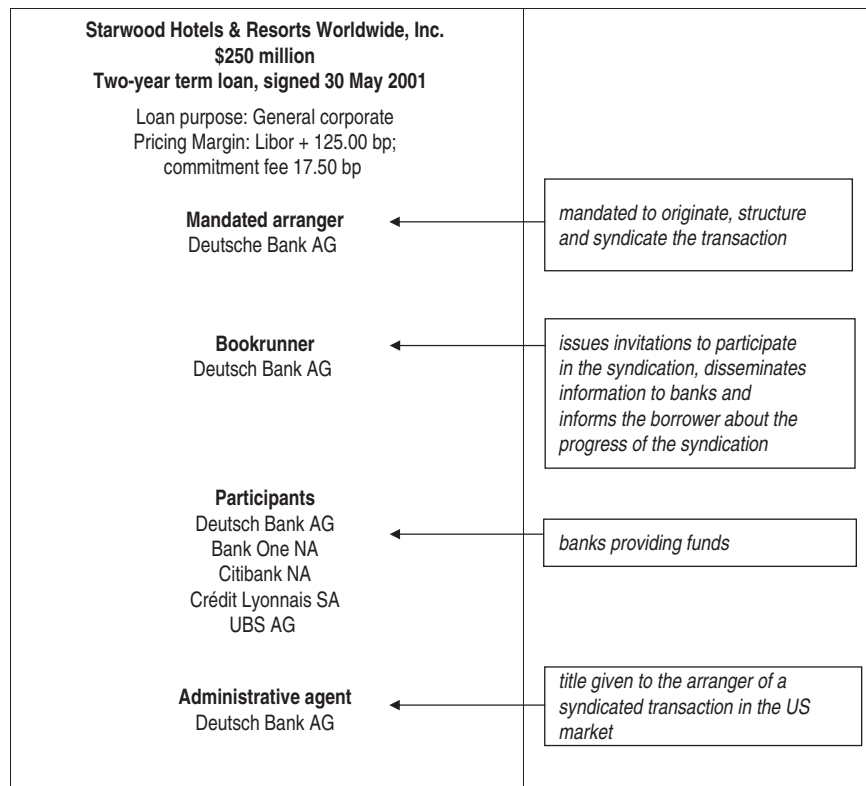 Starwood Hotels & Resorts Worldwide, Inc.
$250 million
Two-year term loan, signed 30 May 2001
Loan purpose: General corporate
Pricing Margin: Libor + 125.00 bp;
commitment fee 17.50 bp
Mandated arranger
Deutsche Bank AG
mandated to originate, structure
and syndicate the transaction
Bookrunner
Deutsch Bank AG
issues invitations to participate
in the syndication, disseminates
information to banks and
informs the borrower about the
progress of the syndication
Participants
Deutsch Bank AG
Bank One NA
Citibank NA
Crédit Lyonnais SA
UBS AG
banks providing funds
Administrative agent
Deutsch Bank AG
title given to the arranger of a
syndicated transaction in the US
market